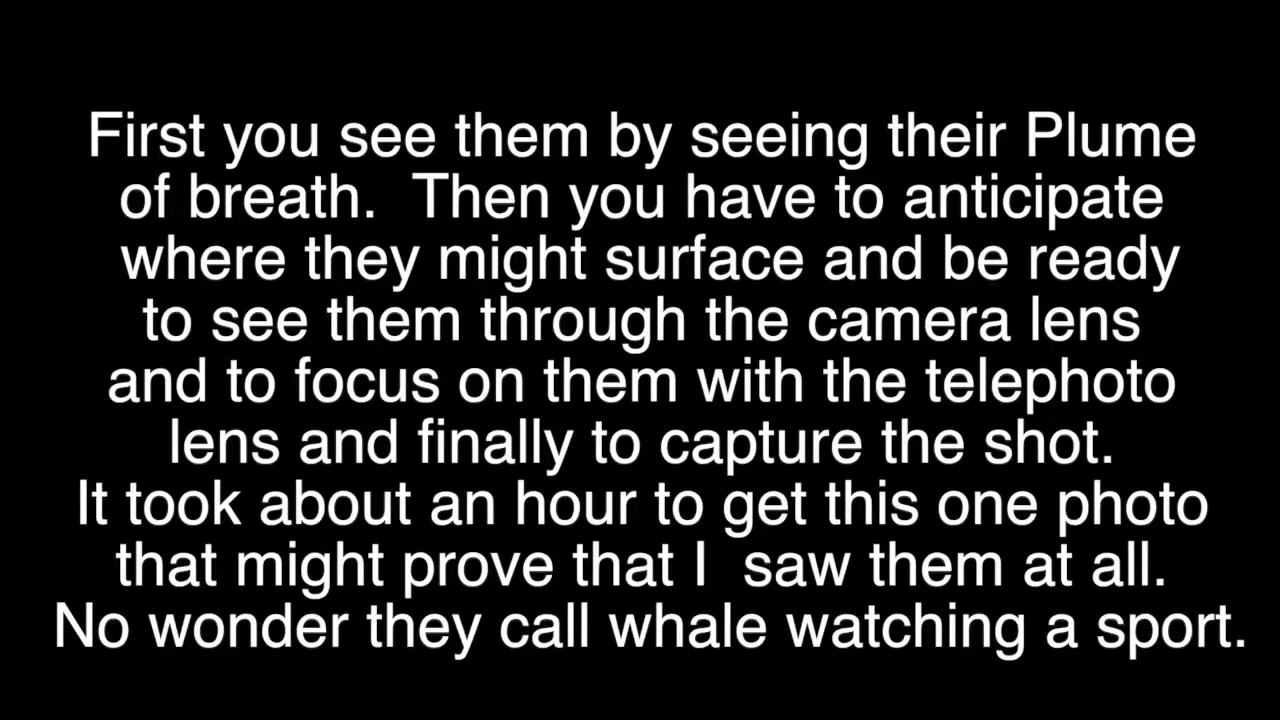 First you see them by seeing their Plume
of breath.  Then you have to anticipate
where they might surface and be ready
to see them through the camera lens
and to focus on them with the telephoto
lens and finally to capture the shot.
It took about an hour to get this one photo
that might prove that I  saw them at all.
No wonder they call whale watching a sport.